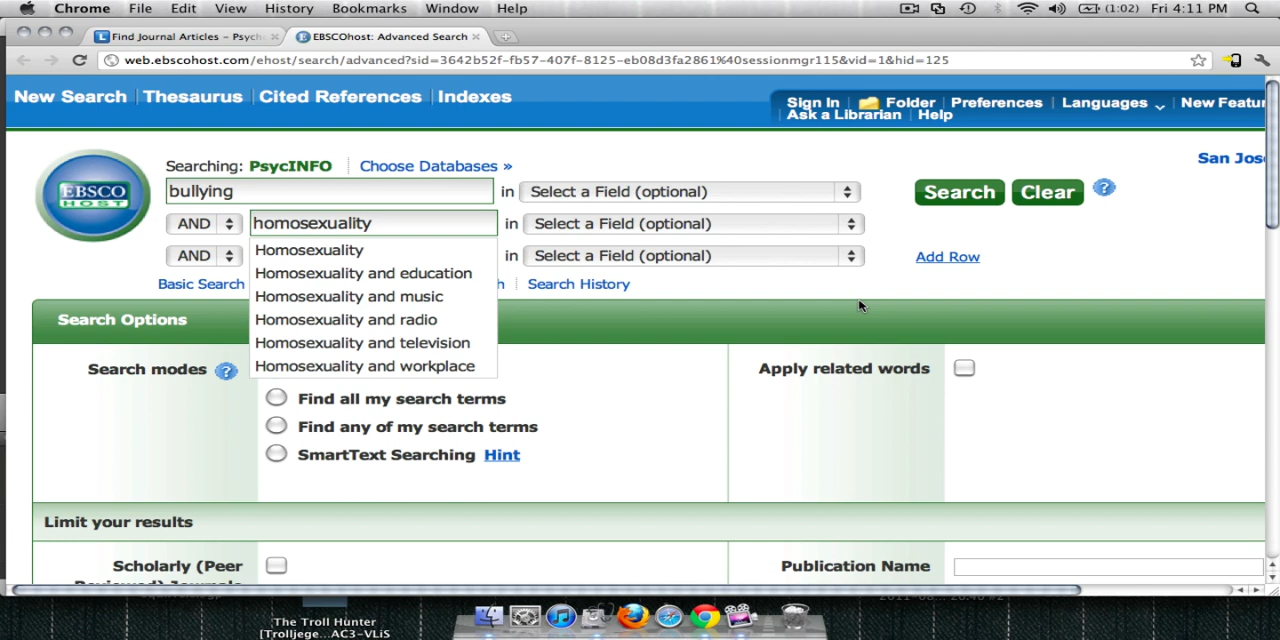 Chrome File Edit View History Bookmarks Window Help (1:02) Fri 4:11 PM
Find Journal Articles – Psych EBSCOhost: Advanced Search
web.ebscohost.com/ehost/search/advanced?sid=3642b52f-fb57-407f-8125-eb08d3fa2861%40sessionmgr115&vid=1&hid=125
New Search Thesaurus Cited References Indexes
Sign In Folder Preferences Languages New Featur
Ask a Librarian Help
Searching: PsycINFO Choose Databases »
San Jos
EBSCO
HOST
bullying in Select a Field (optional) Search Clear ?
AND homosexuality in Select a Field (optional)
AND in Select a Field (optional) Add Row
Homosexuality
Homosexuality and education
Homosexuality and music
Homosexuality and radio
Homosexuality and television
Homosexuality and workplace
Basic Search h Search History
Search Options
Search modes ?
Find all my search terms
Find any of my search terms
SmartText Searching Hint
Apply related words
Limit your results
Scholarly (Peer
Reviewed) Journals
Publication Name
The Troll Hunter
[Trolljege...AC3-VLiS